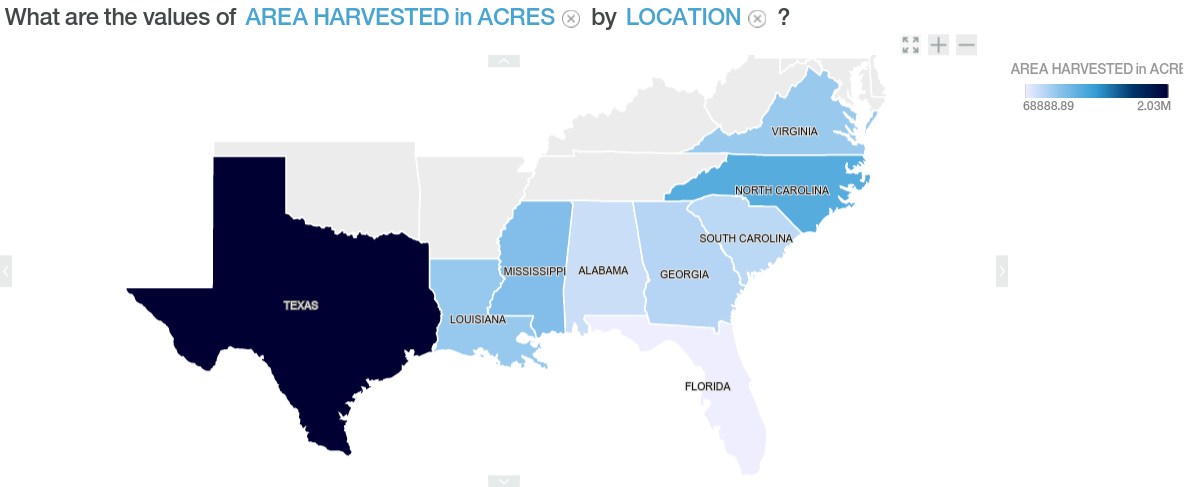 What are the values of AREA HARVESTED in ACRES by LOCATION ?
AREA HARVESTED in ACRE
68888.89 2.03M
VIRGINIA
NORTH CAROLINA
SOUTH CAROLINA
MISSISSIPPI
ALABAMA
GEORGIA
TEXAS
LOUISIANA
FLORIDA